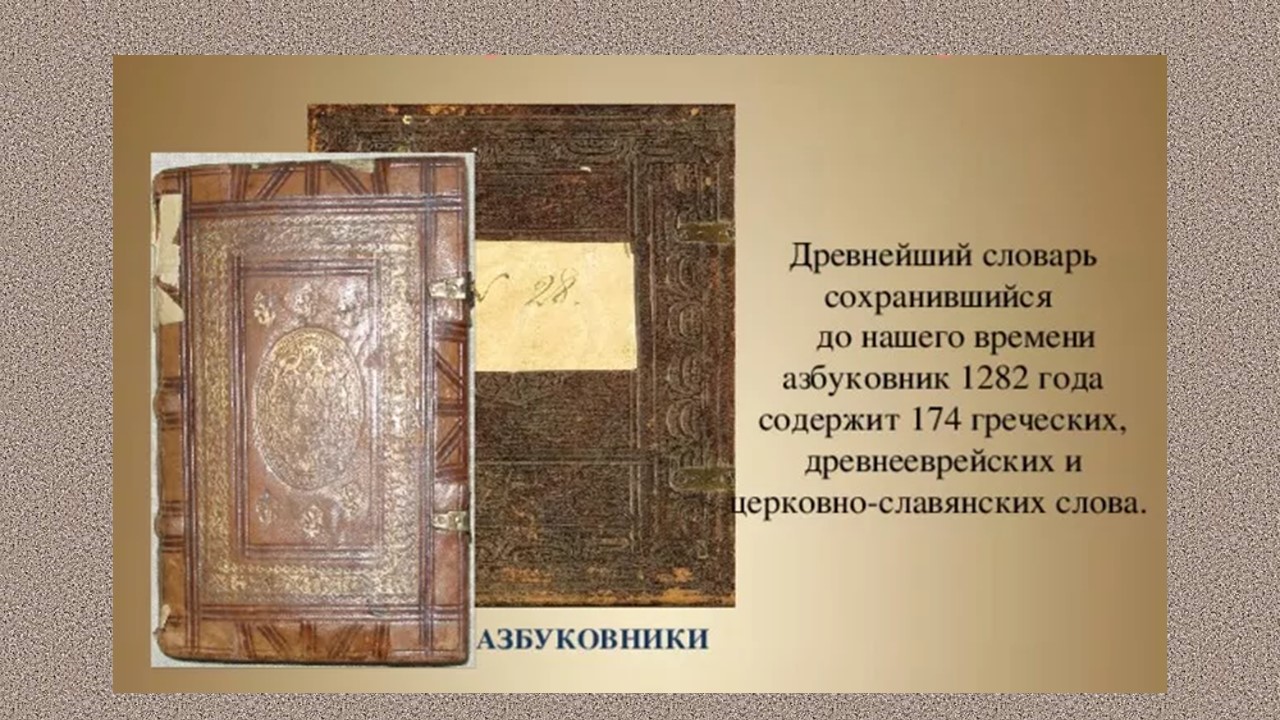 N 28.
Древнейший словарь
сохранившийся
до нашего времени
азбуковник 1282 года
содержит 174 греческих,
древнееврейских и
церковно-славянских слова.
АЗБУКОВНИКИ